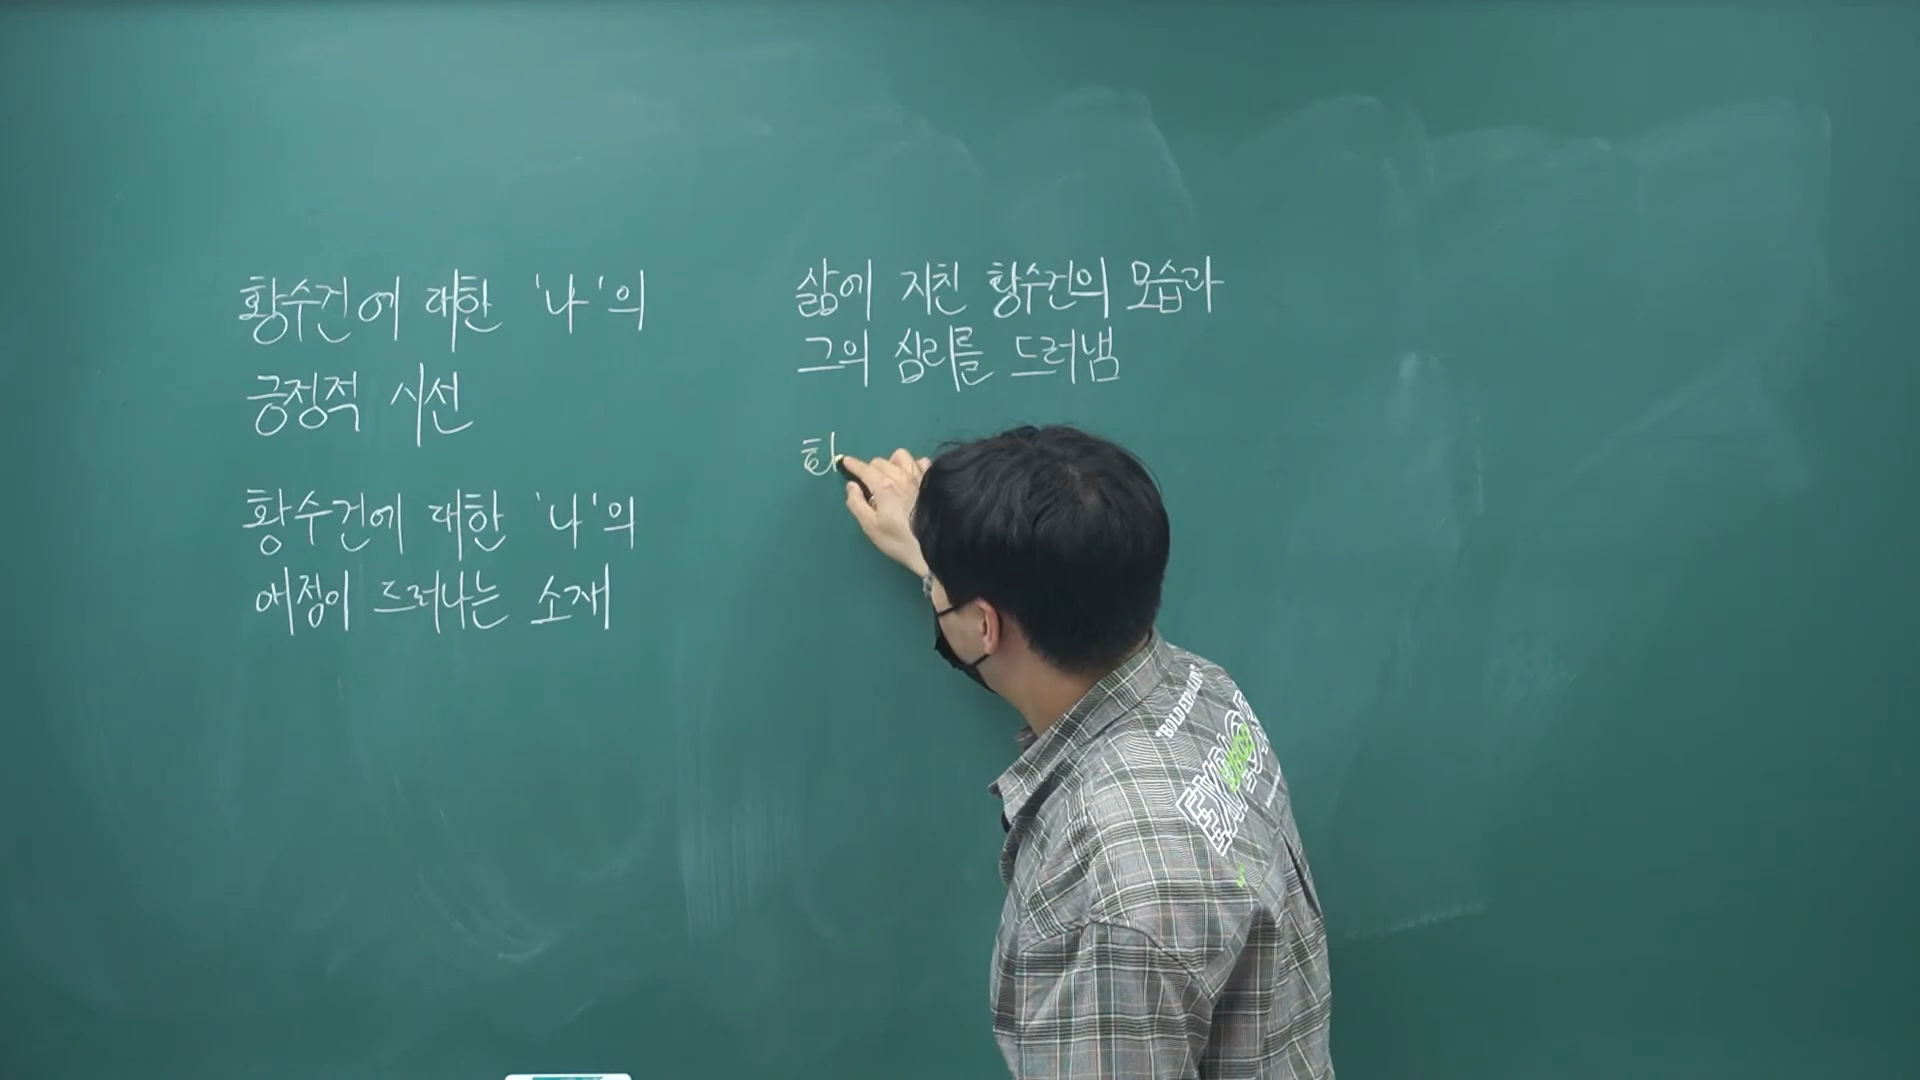 황수건에 대한 '나'의
긍정적 시선
황수건에 대한 '나'의
애정이 드러나는 소재
삶에 지친 황수건의 모습과
그의 심리를 드러냄
"BOLD